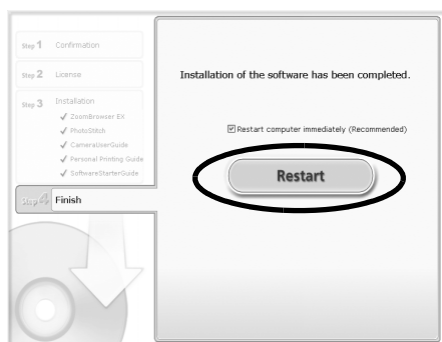 Step 1 Confirmation
Step 2 License
Step 3 Installation
ZoomBrowser EX
PhotoStitch
CameraUserGuide
Personal Printing Guide
SoftwareStarterGuide
Step 4 Finish
Installation of the software has been completed.
Restart computer immediately (Recommended)
Restart